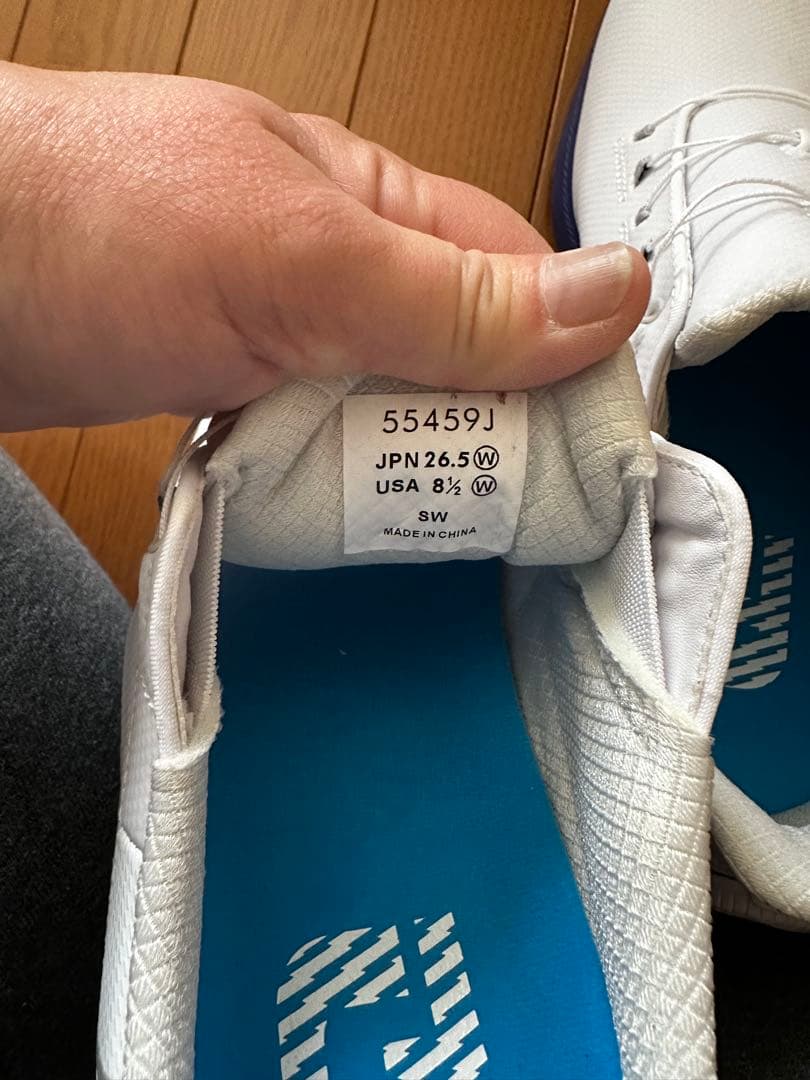 55459J
JPN 26.5 Ⓦ
USA 8½ Ⓦ
SW
MADE IN CHINA